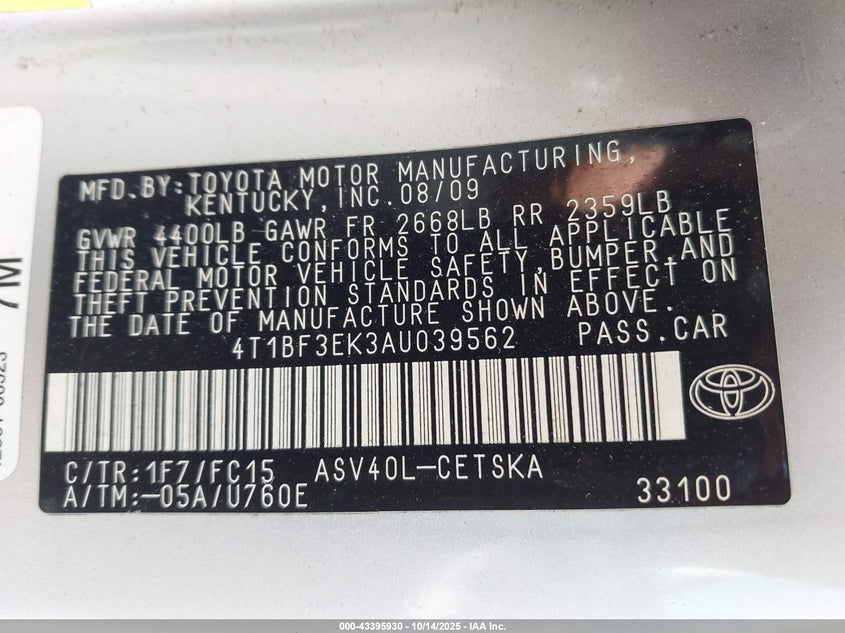 MFD. BY: TOYOTA MOTOR MANUFACTURING,
KENTUCKY, INC. 08/09
GVWR 4400LB GAWR FR 2668LB RR 2359LB
THIS VEHICLE CONFORMS TO ALL APPLICABLE
FEDERAL MOTOR VEHICLE SAFETY, BUMPER, AND
THEFT PREVENTION STANDARDS IN EFFECT ON
THE DATE OF MANUFACTURE SHOWN ABOVE.
4T1BF3EK3AU039562 PASS.CAR
C/TR:1F7/FC15 ASV40L-CETSKA
A/TM:-05A/U760E 33100
7M
000-43395930 - 10/14/2025 - IAA Inc.